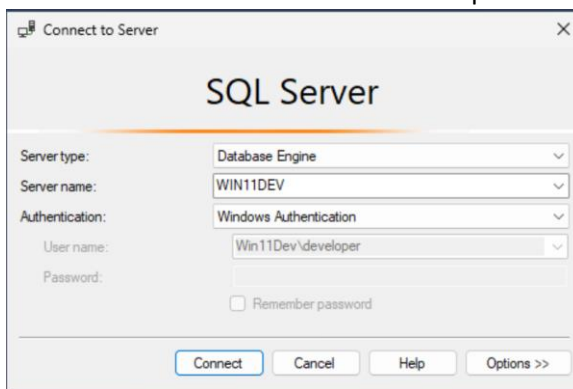 Connect to Server
SQL Server
Server type: Database Engine
Server name: WIN11DEV
Authentication: Windows Authentication
User name: Win11Dev\developer
Password:
Remember password
Connect Cancel Help Options >>